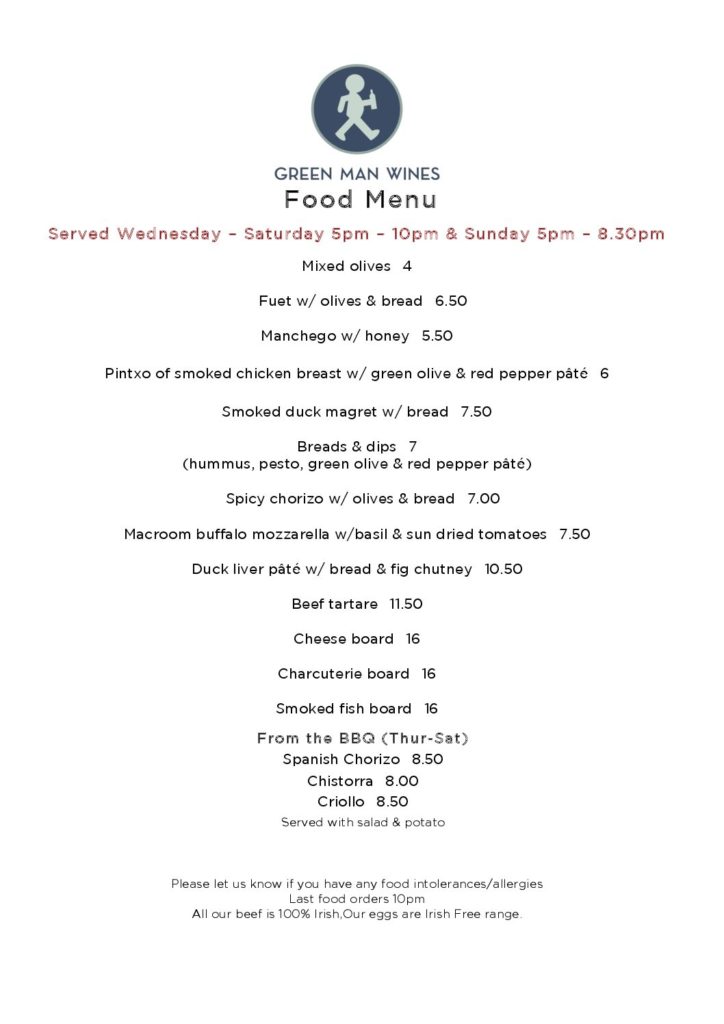 GREEN MAN WINES
Food Menu
Served Wednesday – Saturday 5pm – 10pm & Sunday 5pm – 8.30pm
Mixed olives 4
Fuet w/ olives & bread 6.50
Manchego w/ honey 5.50
Pintxo of smoked chicken breast w/ green olive & red pepper pâté 6
Smoked duck magret w/ bread 7.50
Breads & dips 7
(hummus, pesto, green olive & red pepper pâté)
Spicy chorizo w/ olives & bread 7.00
Macroom buffalo mozzarella w/basil & sun dried tomatoes 7.50
Duck liver pâté w/ bread & fig chutney 10.50
Beef tartare 11.50
Cheese board 16
Charcuterie board 16
Smoked fish board 16
From the BBQ (Thur-Sat)
Spanish Chorizo 8.50
Chistorra 8.00
Criollo 8.50
Served with salad & potato
Please let us know if you have any food intolerances/allergies
Last food orders 10pm
All our beef is 100% Irish,Our eggs are Irish Free range.